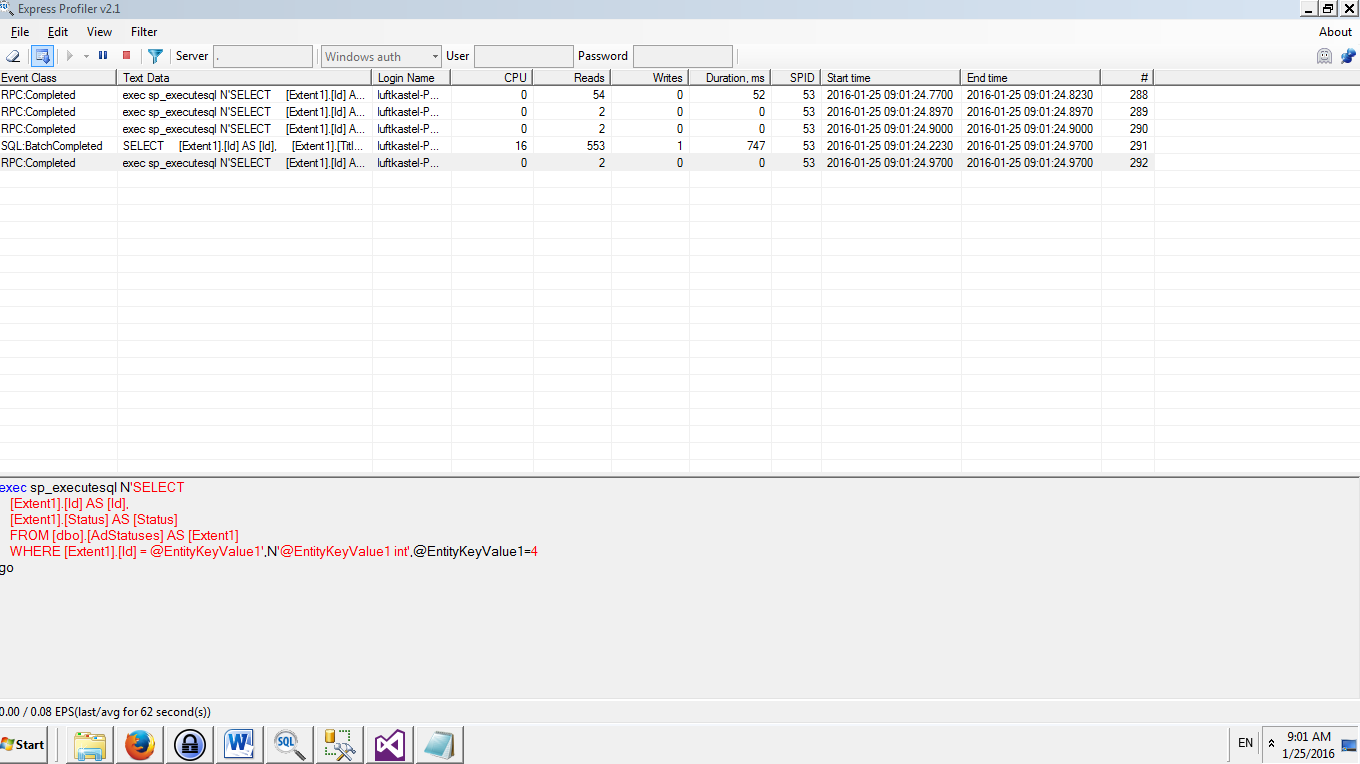 Express Profiler v2.1
File Edit View Filter About
Server . Windows auth User Password
Event Class Text Data Login Name CPU Reads Writes Duration, ms SPID Start time End time #
RPC:Completed exec sp_executesql N'SELECT [Extent1].[Id] A... luftkastel-P... 0 54 0 52 53 2016-01-25 09:01:24.7700 2016-01-25 09:01:24.8230 288
RPC:Completed exec sp_executesql N'SELECT [Extent1].[Id] A... luftkastel-P... 0 2 0 0 53 2016-01-25 09:01:24.8970 2016-01-25 09:01:24.8970 289
RPC:Completed exec sp_executesql N'SELECT [Extent1].[Id] A... luftkastel-P... 0 2 0 0 53 2016-01-25 09:01:24.9000 2016-01-25 09:01:24.9000 290
SQL:BatchCompleted SELECT [Extent1].[Id] AS [Id], [Extent1].[Titl... luftkastel-P... 16 553 1 747 53 2016-01-25 09:01:24.2230 2016-01-25 09:01:24.9700 291
RPC:Completed exec sp_executesql N'SELECT [Extent1].[Id] A... luftkastel-P... 0 2 0 0 53 2016-01-25 09:01:24.9700 2016-01-25 09:01:24.9700 292
exec sp_executesql N'SELECT
[Extent1].[Id] AS [Id],
[Extent1].[Status] AS [Status]
FROM [dbo].[AdStatuses] AS [Extent1]
WHERE [Extent1].[Id] = @EntityKeyValue1',N'@EntityKeyValue1 int',@EntityKeyValue1=4
go
0.00 / 0.08 EPS(last/avg for 62 second(s))
Start SQL EN 9:01 AM
1/25/2016